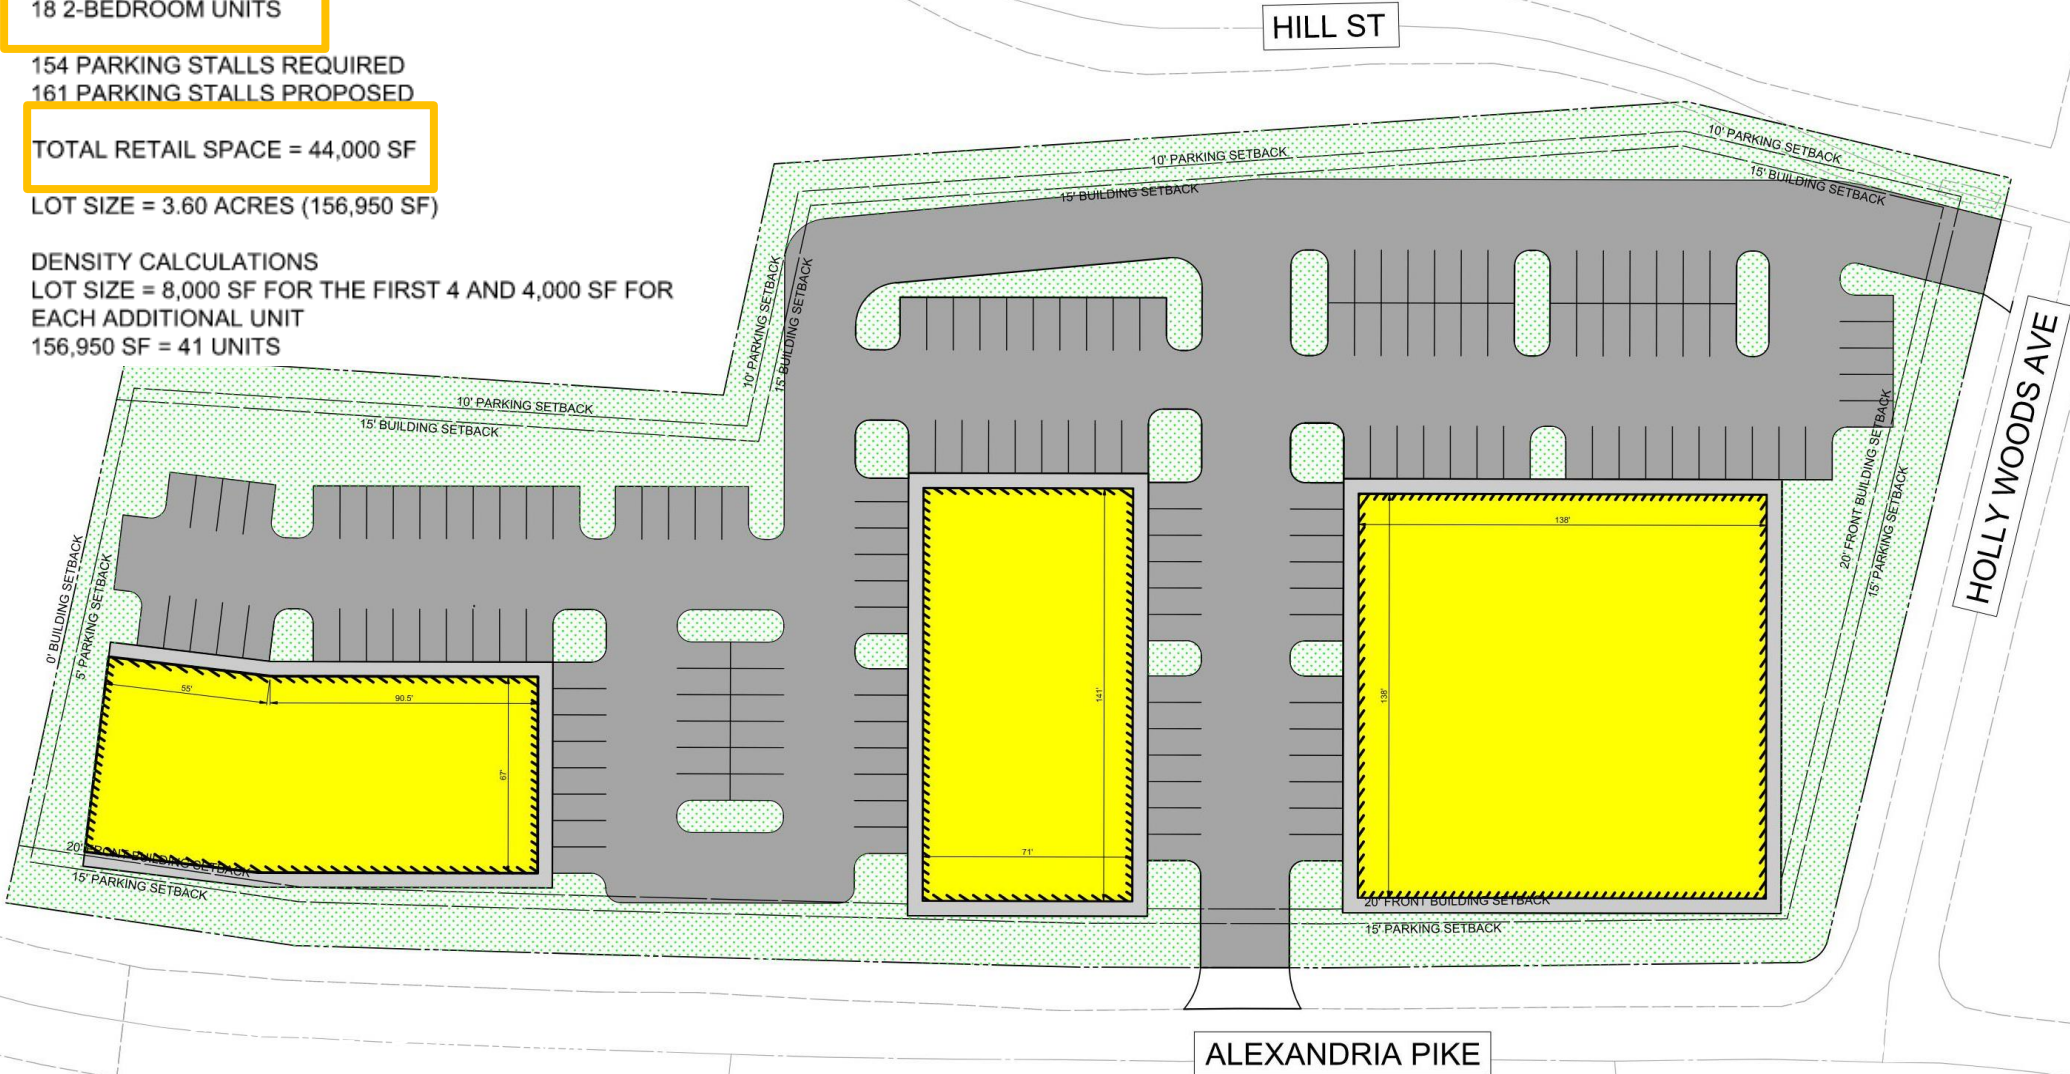 18 2-BEDROOM UNITS
154 PARKING STALLS REQUIRED
161 PARKING STALLS PROPOSED
TOTAL RETAIL SPACE = 44,000 SF
LOT SIZE = 3.60 ACRES (156,950 SF)
DENSITY CALCULATIONS
LOT SIZE = 8,000 SF FOR THE FIRST 4 AND 4,000 SF FOR
EACH ADDITIONAL UNIT
156,950 SF = 41 UNITS
HILL ST
10' PARKING SETBACK
15' BUILDING SETBACK
10' PARKING SETBACK
15' BUILDING SETBACK
10' PARKING SETBACK
15' BUILDING SETBACK
10' PARKING SETBACK
15' BUILDING SETBACK
0' BUILDING SETBACK
5' PARKING SETBACK
20' FRONT BUILDING SETBACK
15' PARKING SETBACK
HOLLY WOODS AVE
55'
90.5'
67'
141'
71'
138'
138'
20' FRONT BUILDING SETBACK
15' PARKING SETBACK
20' FRONT BUILDING SETBACK
15' PARKING SETBACK
ALEXANDRIA PIKE